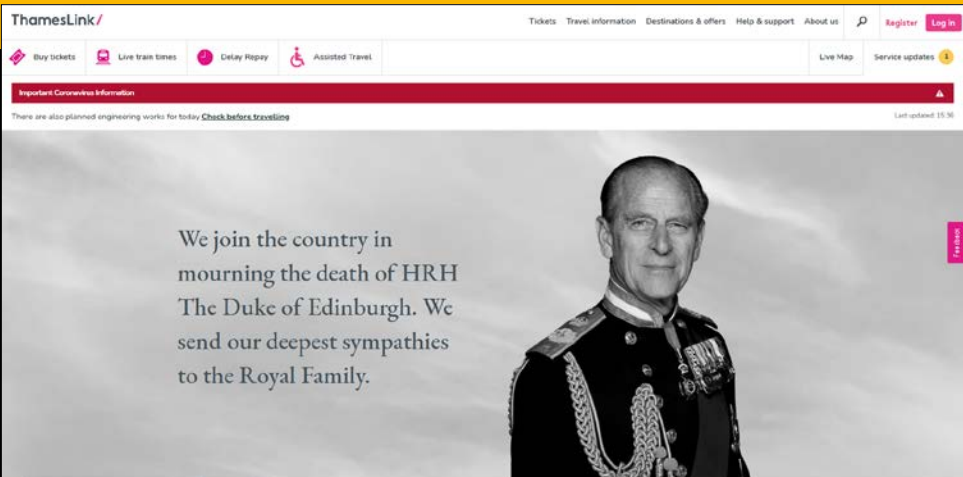 ThamesLink/
Tickets Travel information Destinations & offers Help & support About us Register Log in
Buy tickets Live train times Delay Repay Assisted Travel Live Map Service updates 1
Important Coronavirus Information
There are also planned engineering works for today Check before travelling Last updated: 15:36
We join the country in
mourning the death of HRH
The Duke of Edinburgh. We
send our deepest sympathies
to the Royal Family.
Feedback